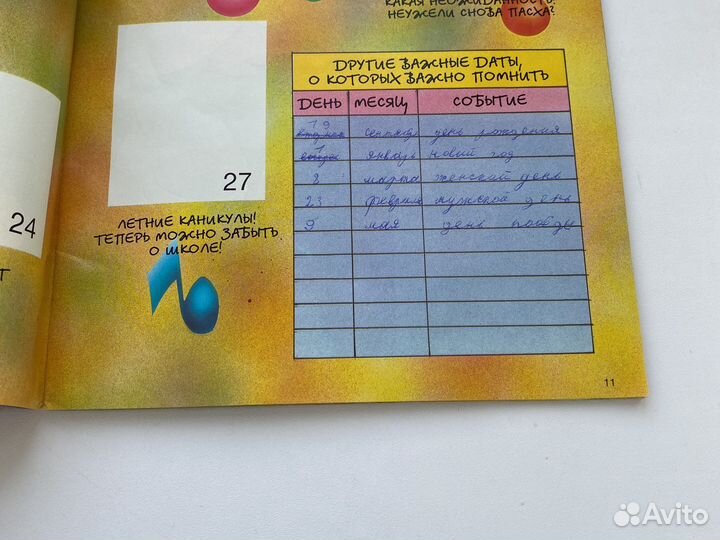 КАКАЯ НЕОЖИДАННОСТЬ!
НЕУЖЕЛИ СНОВА ПАСХА?
24
27
ЛЕТНИЕ КАНИКУЛЫ!
ТЕПЕРЬ МОЖНО ЗАБЫТЬ
О ШКОЛЕ!
ДРУГИЕ ВАЖНЫЕ ДАТЫ,
О КОТОРЫХ ВАЖНО ПОМНИТЬ
ДЕНЬ МЕСЯЦ СОБЫТИЕ
19 сентябрь день рождения
1 январь новый год
8 марта женский день
23 февраля мужской день
9 мая день победы
11
Avito